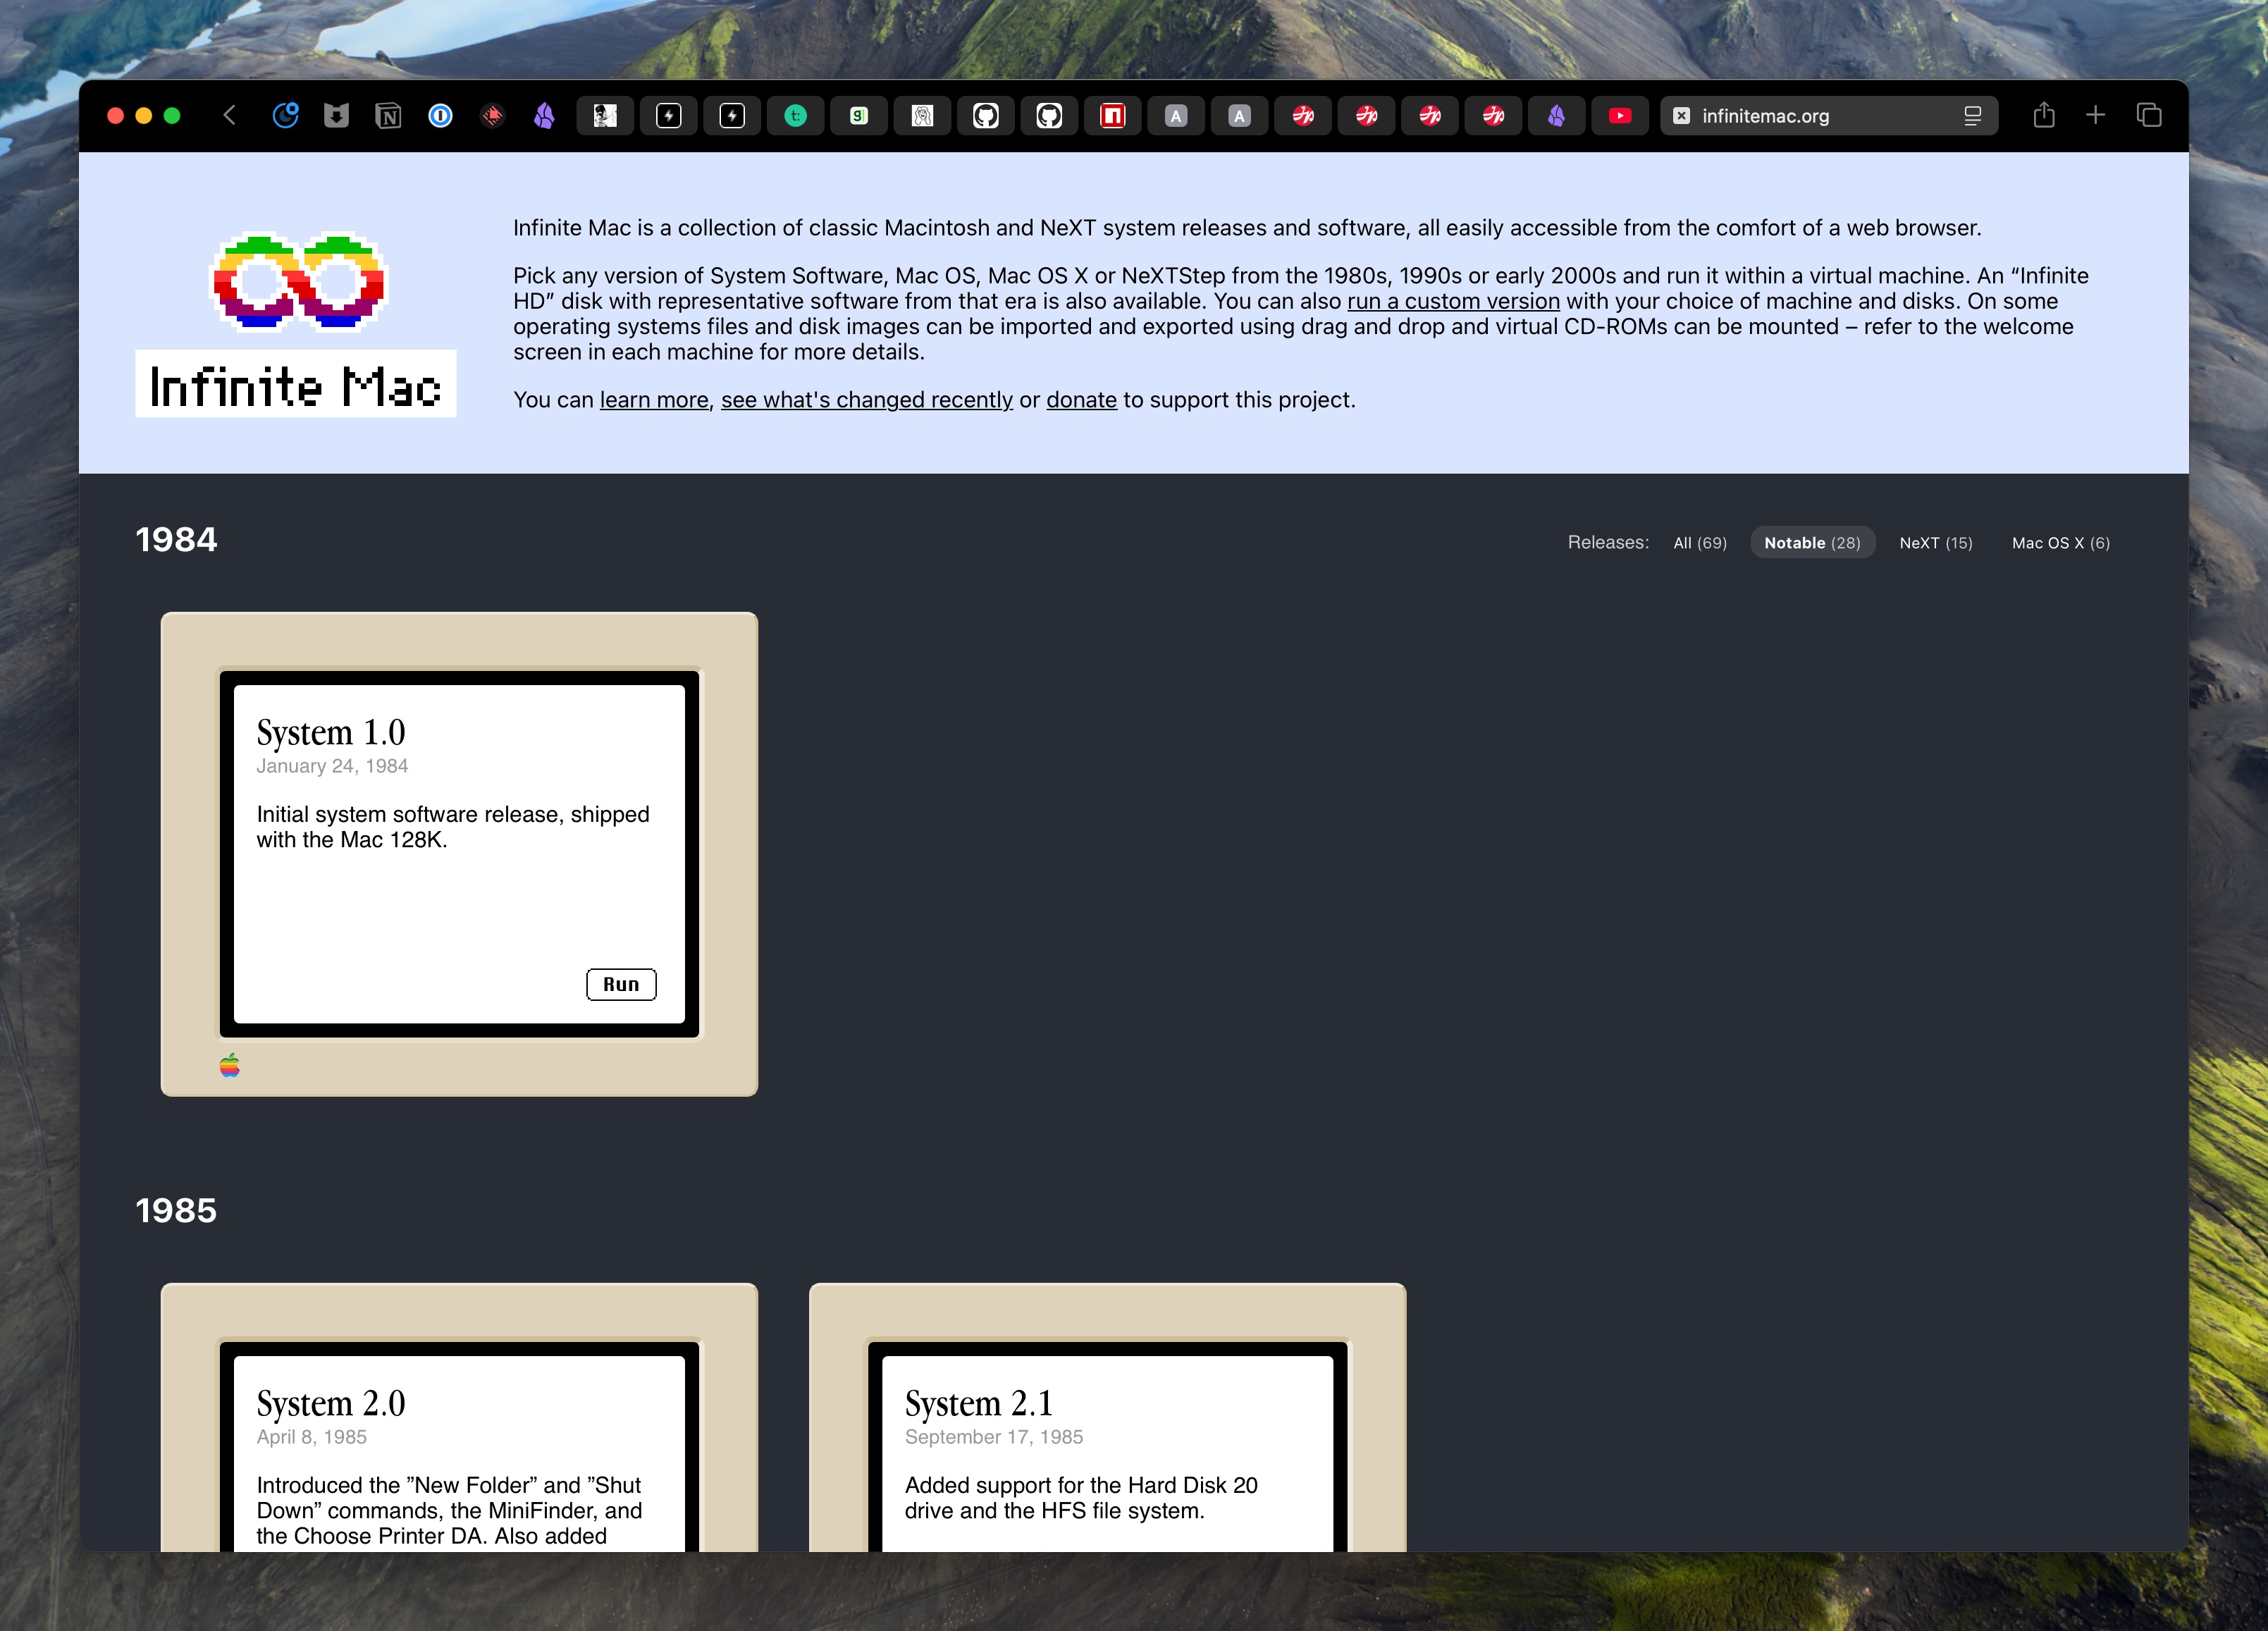 infinitemac.org
Infinite Mac
Infinite Mac is a collection of classic Macintosh and NeXT system releases and software, all easily accessible from the comfort of a web browser.
Pick any version of System Software, Mac OS, Mac OS X or NeXTStep from the 1980s, 1990s or early 2000s and run it within a virtual machine. An “Infinite
HD” disk with representative software from that era is also available. You can also run a custom version with your choice of machine and disks. On some
operating systems files and disk images can be imported and exported using drag and drop and virtual CD-ROMs can be mounted – refer to the welcome
screen in each machine for more details.
You can learn more, see what's changed recently or donate to support this project.
1984
Releases: All (69) Notable (28) NeXT (15) Mac OS X (6)
System 1.0
January 24, 1984
Initial system software release, shipped
with the Mac 128K.
Run
1985
System 2.0
April 8, 1985
Introduced the ”New Folder” and ”Shut
Down” commands, the MiniFinder, and
the Choose Printer DA. Also added
System 2.1
September 17, 1985
Added support for the Hard Disk 20
drive and the HFS file system.